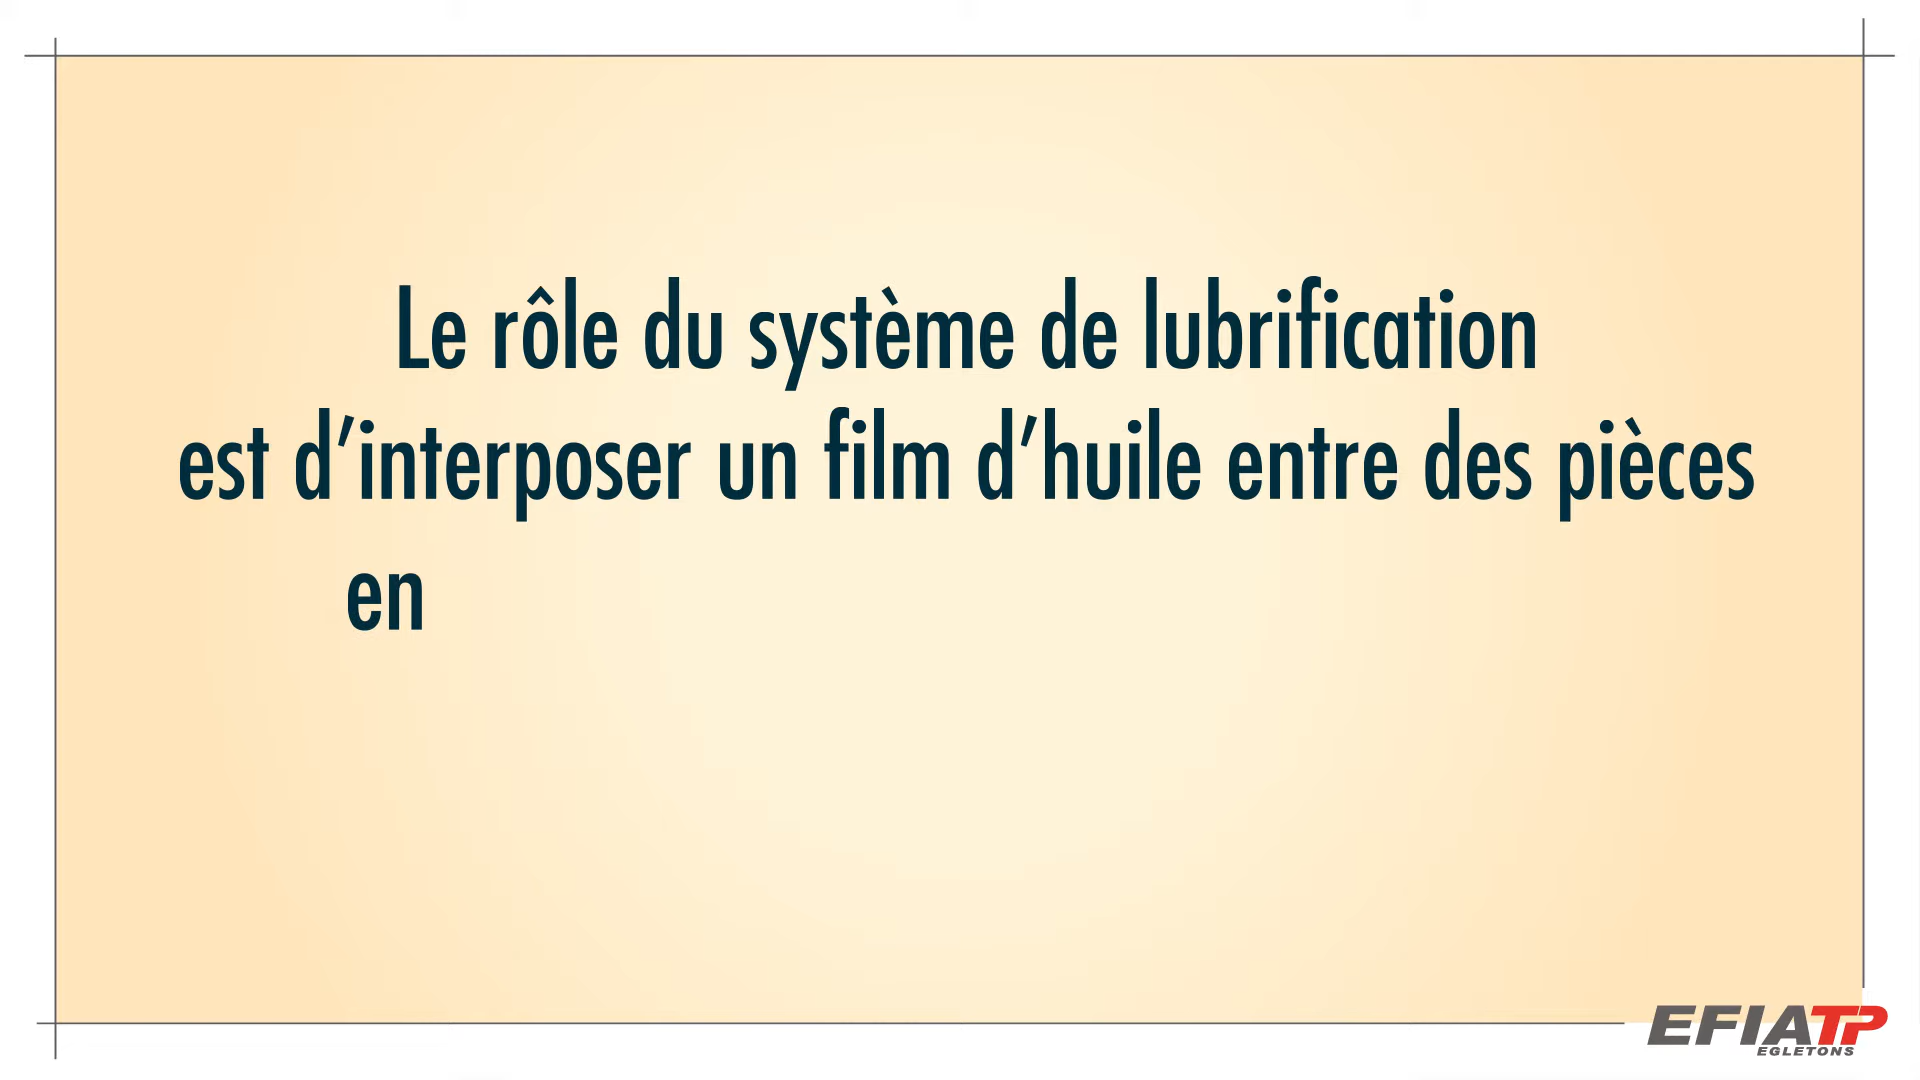 Le rôle du système de lubrification
est d’interposer un film d’huile entre des pièces
en
EFIATP
EGLETONS